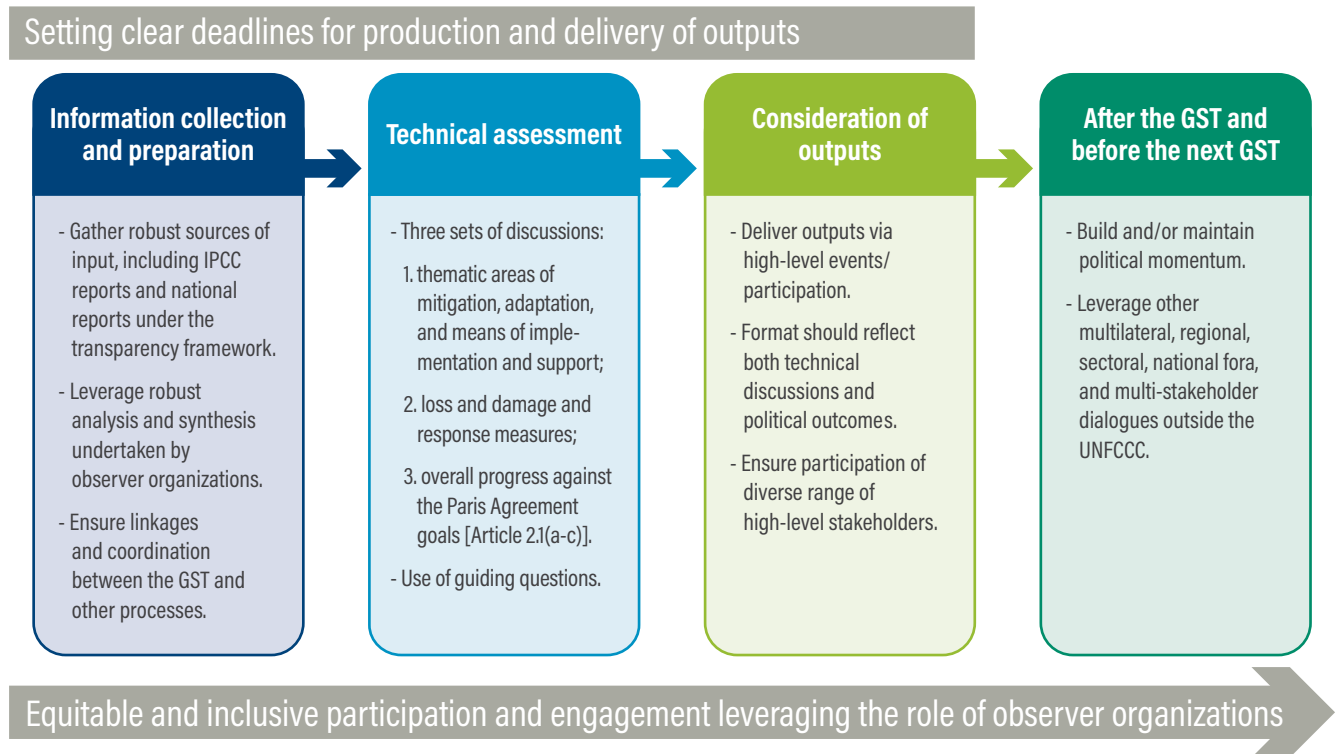 Setting clear deadlines for production and delivery of outputs
Information collection
and preparation
- Gather robust sources of
input, including IPCC
reports and national
reports under the
transparency framework.
- Leverage robust
analysis and synthesis
undertaken by
observer organizations.
- Ensure linkages
and coordination
between the GST and
other processes.
Technical assessment
- Three sets of discussions:
1. thematic areas of
mitigation, adaptation,
and means of imple-
mentation and support;
2. loss and damage and
response measures;
3. overall progress against
the Paris Agreement
goals [Article 2.1(a-c)].
- Use of guiding questions.
Consideration of
outputs
- Deliver outputs via
high-level events/
participation.
- Format should reflect
both technical
discussions and
political outcomes.
- Ensure participation of
diverse range of
high-level stakeholders.
After the GST and
before the next GST
- Build and/or maintain
political momentum.
- Leverage other
multilateral, regional,
sectoral, national fora,
and multi-stakeholder
dialogues outside the
UNFCCC.
Equitable and inclusive participation and engagement leveraging the role of observer organizations